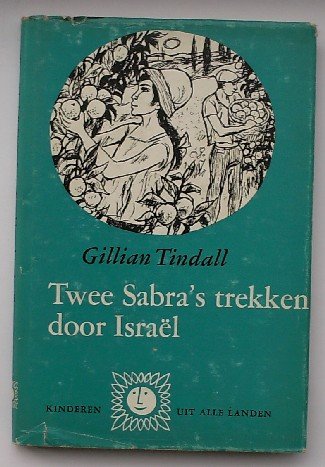 Gillian Tindall
Twee Sabra's trekken
door Israël
KINDEREN UIT ALLE LANDEN